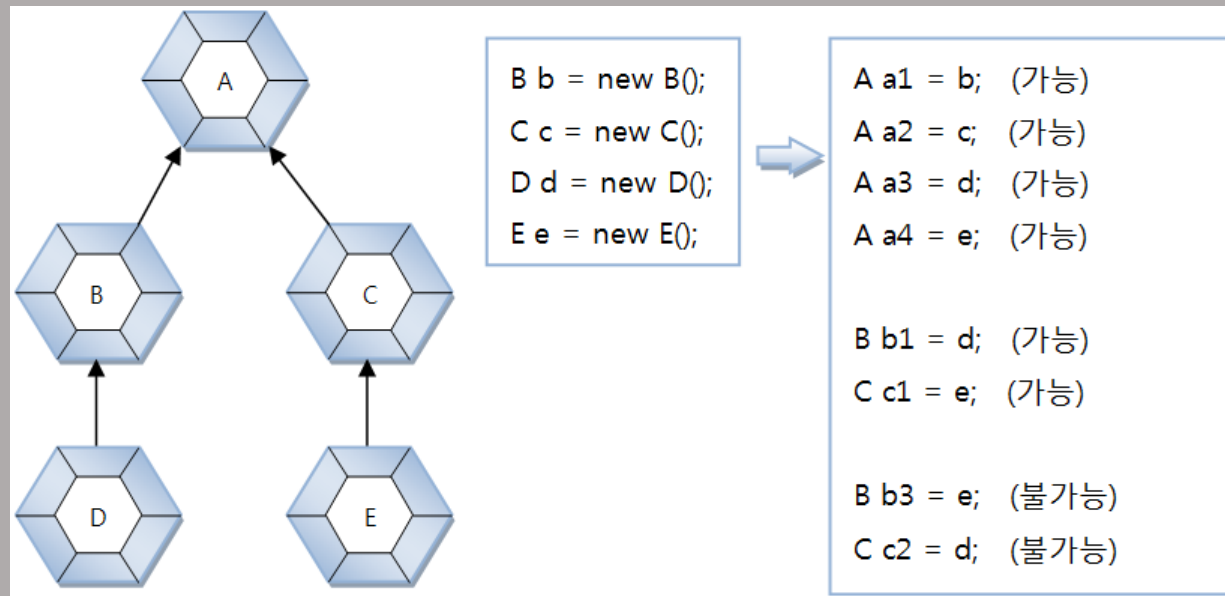 A
B
C
D
E
B b = new B();
C c = new C();
D d = new D();
E e = new E();
A a1 = b; (가능)
A a2 = c; (가능)
A a3 = d; (가능)
A a4 = e; (가능)
B b1 = d; (가능)
C c1 = e; (가능)
B b3 = e; (불가능)
C c2 = d; (불가능)